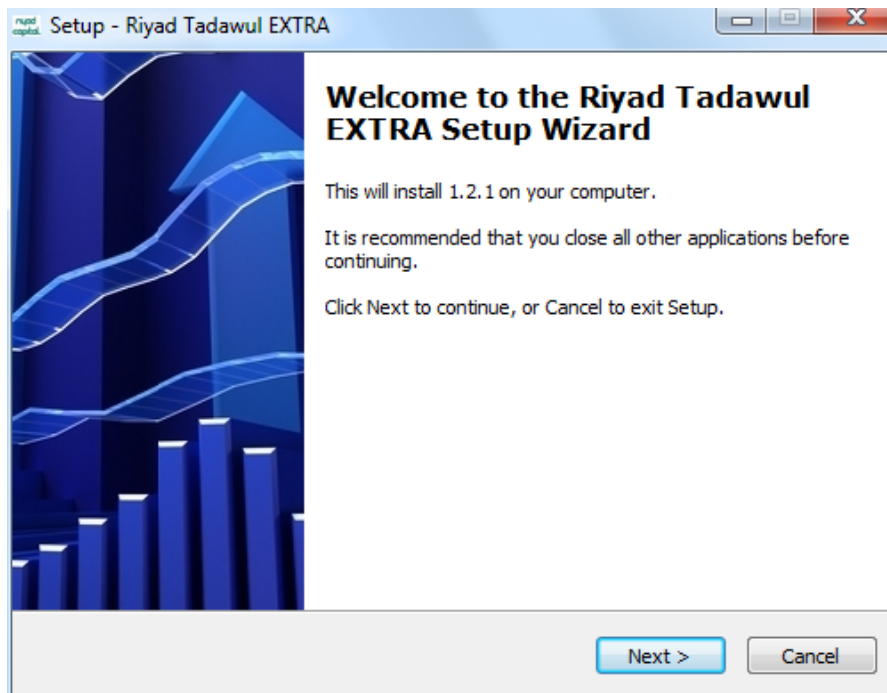 riyad
capital
Setup - Riyad Tadawul EXTRA
Welcome to the Riyad Tadawul
EXTRA Setup Wizard
This will install 1.2.1 on your computer.
It is recommended that you close all other applications before
continuing.
Click Next to continue, or Cancel to exit Setup.
Next >
Cancel